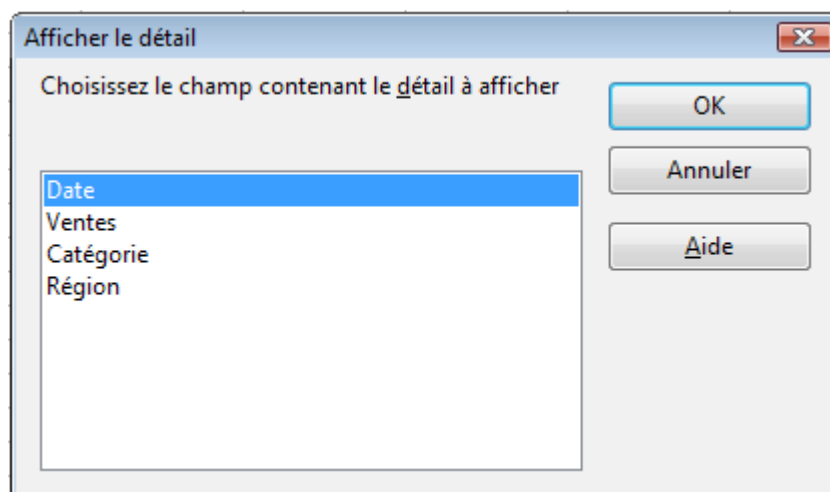 Afficher le détail
Choisissez le champ contenant le détail à afficher
OK
Annuler
Aide
Date
Ventes
Catégorie
Région